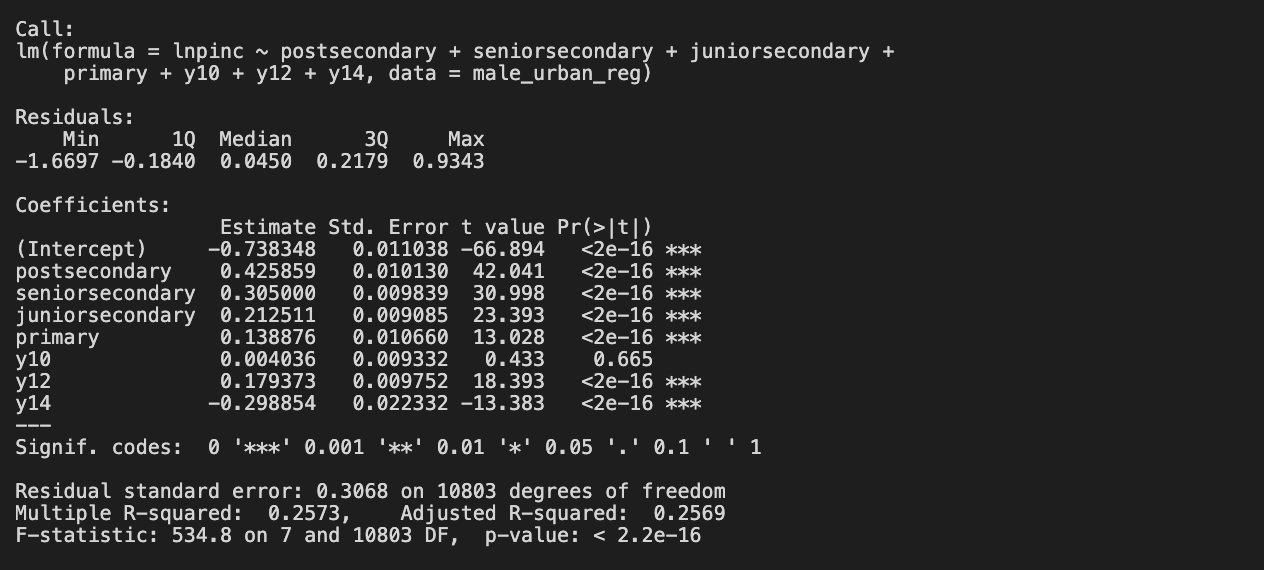 Call:
lm(formula = lnpinc ~ postsecondary + seniorsecondary + juniorsecondary +
    primary + y10 + y12 + y14, data = male_urban_reg)

Residuals:
    Min      1Q  Median      3Q     Max
-1.6697 -0.1840  0.0450  0.2179  0.9343

Coefficients:
                 Estimate Std. Error t value Pr(>|t|)
(Intercept)     -0.738348   0.011038 -66.894   <2e-16 ***
postsecondary    0.425859   0.010130  42.041   <2e-16 ***
seniorsecondary  0.305000   0.009839  30.998   <2e-16 ***
juniorsecondary  0.212511   0.009085  23.393   <2e-16 ***
primary          0.138876   0.010660  13.028   <2e-16 ***
y10              0.004036   0.009332   0.433    0.665
y12              0.179373   0.009752  18.393   <2e-16 ***
y14             -0.298854   0.022332 -13.383   <2e-16 ***
---
Signif. codes:  0 '***' 0.001 '**' 0.01 '*' 0.05 '.' 0.1 ' ' 1

Residual standard error: 0.3068 on 10803 degrees of freedom
Multiple R-squared:  0.2573,    Adjusted R-squared:  0.2569
F-statistic: 534.8 on 7 and 10803 DF,  p-value: < 2.2e-16